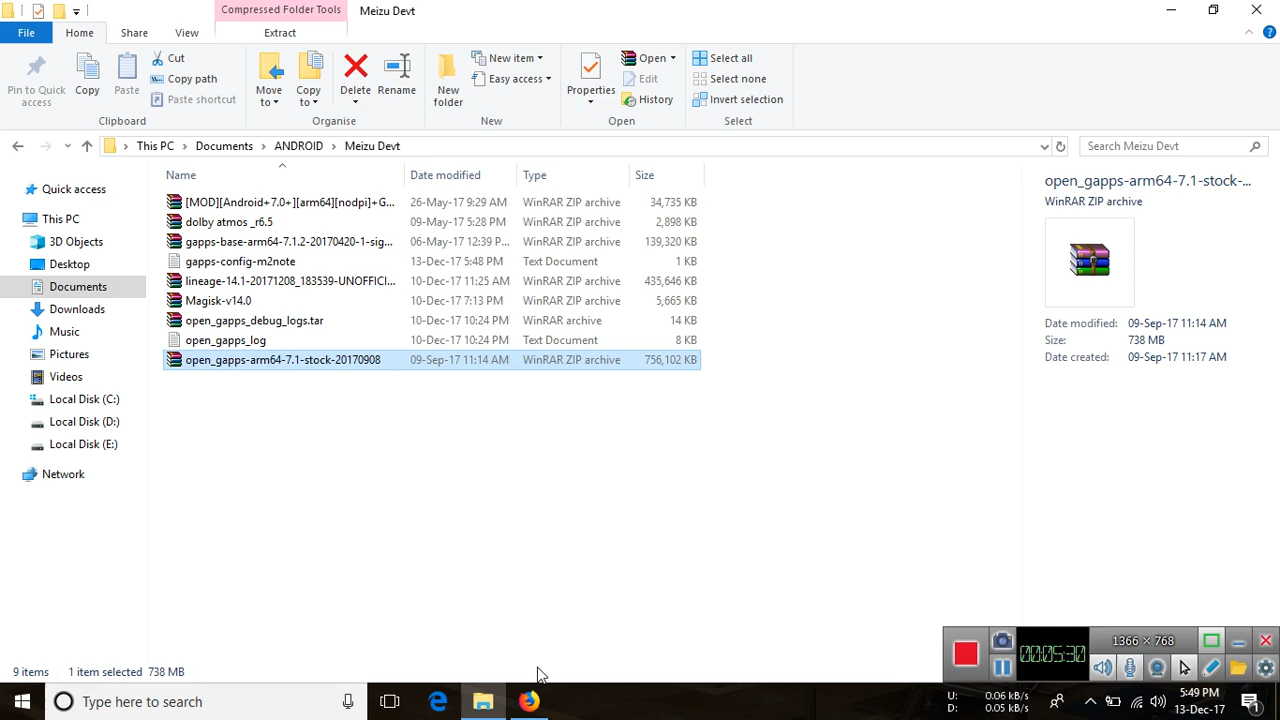 Compressed Folder Tools
Meizu Devt
File
Home
Share
View
Extract
Pin to Quick access
Copy
Paste
Cut
Copy path
Paste shortcut
Move to
Copy to
Delete
Rename
New folder
New item
Easy access
Properties
Open
Edit
History
Select all
Select none
Invert selection
Clipboard
Organise
New
Open
Select
This PC
Documents
ANDROID
Meizu Devt
Search Meizu Devt
Name
Date modified
Type
Size
[MOD][Android+7.0+][arm64][nodpi]+G... 26-May-17 9:29 AM WinRAR ZIP archive 34,735 KB
dolby atmos _r6.5 09-May-17 5:28 PM WinRAR ZIP archive 2,898 KB
gapps-base-arm64-7.1.2-20170420-1-sig... 06-May-17 12:39 P... WinRAR ZIP archive 139,320 KB
gapps-config-m2note 13-Dec-17 5:48 PM Text Document 1 KB
lineage-14.1-20171208_183539-UNOFFICI... 10-Dec-17 11:25 AM WinRAR ZIP archive 435,646 KB
Magisk-v14.0 10-Dec-17 7:13 PM WinRAR ZIP archive 5,665 KB
open_gapps_debug_logs.tar 10-Dec-17 10:24 PM WinRAR archive 14 KB
open_gapps_log 10-Dec-17 10:24 PM Text Document 8 KB
open_gapps-arm64-7.1-stock-20170908 09-Sep-17 11:14 AM WinRAR ZIP archive 756,102 KB
Quick access
This PC
3D Objects
Desktop
Documents
Downloads
Music
Pictures
Videos
Local Disk (C:)
Local Disk (D:)
Local Disk (E:)
Network
open_gapps-arm64-7.1-stock-...
WinRAR ZIP archive
Date modified: 09-Sep-17 11:14 AM
Size: 738 MB
Date created: 09-Sep-17 11:17 AM
9 items
1 item selected 738 MB
00:05:30
1366 × 768
Type here to search
U: 0.06 kB/s
D: 0.05 kB/s
5:49 PM
13-Dec-17
1